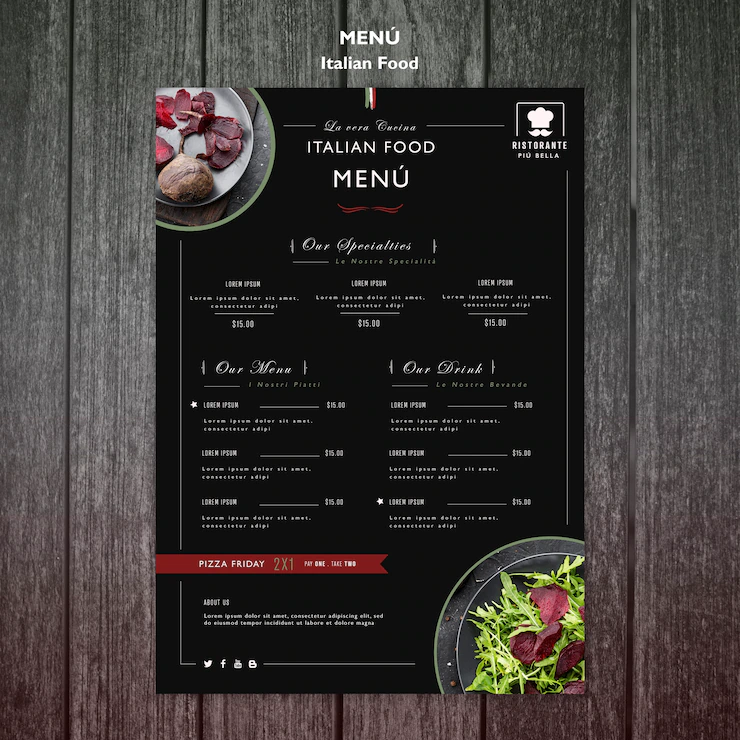 MENÚ
Italian Food
La vera Cucina
ITALIAN FOOD
MENÚ
RISTORANTE
PIÚ BELLA
Our Specialties
Le Nostre Specialitá
LOREM IPSUM
Lorem ipsum dolor sit amet,
consectetur adipi
$15.00
LOREM IPSUM
Lorem ipsum dolor sit amet,
consectetur adipi
$15.00
LOREM IPSUM
Lorem ipsum dolor sit amet,
consectetur adipi
$15.00
Our Menu
I Nostri Piatti
LOREM IPSUM $15.00
Lorem ipsum dolor sit amet,
consectetur adipi
LOREM IPSUM $15.00
Lorem ipsum dolor sit amet,
consectetur adipi
LOREM IPSUM $15.00
Lorem ipsum dolor sit amet,
consectetur adipi
Our Drink
Le Nostre Bevande
LOREM IPSUM $15.00
Lorem ipsum dolor sit amet,
consectetur adipi
LOREM IPSUM $15.00
Lorem ipsum dolor sit amet,
consectetur adipi
LOREM IPSUM $15.00
Lorem ipsum dolor sit amet,
consectetur adipi
PIZZA FRIDAY 2X1 PAY ONE . TAKE TWO
ABOUT US
Lorem ipsum dolor sit amet, consectetur adipiscing elit, sed
do eiusmod tempor incididunt ut labore et dolore magna